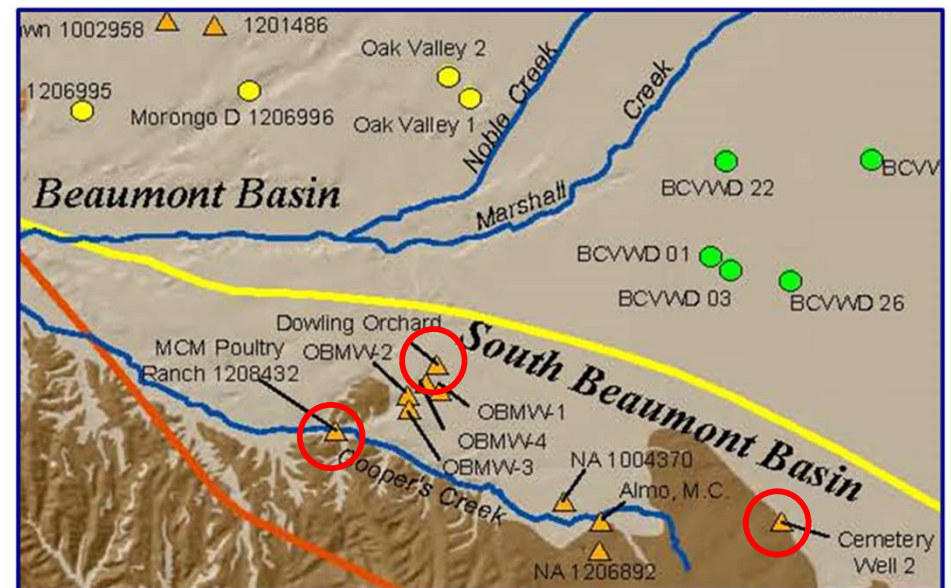 wn 1002958
1201486
Oak Valley 2
1206995
Morongo D 1206996
Oak Valley 1
Noble Creek
Creek
Marshall
BCVWD 22
BCVW
Beaumont Basin
BCVWD 01
BCVWD 03
BCVWD 26
Dowling Orchard
MCM Poultry
Ranch 1208432
OBMW-2
South Beaumont Basin
OBMW-1
OBMW-4
OBMW-3
Cooper's Creek
NA 1004370
Almo, M.C.
NA 1206892
Cemetery
Well 2